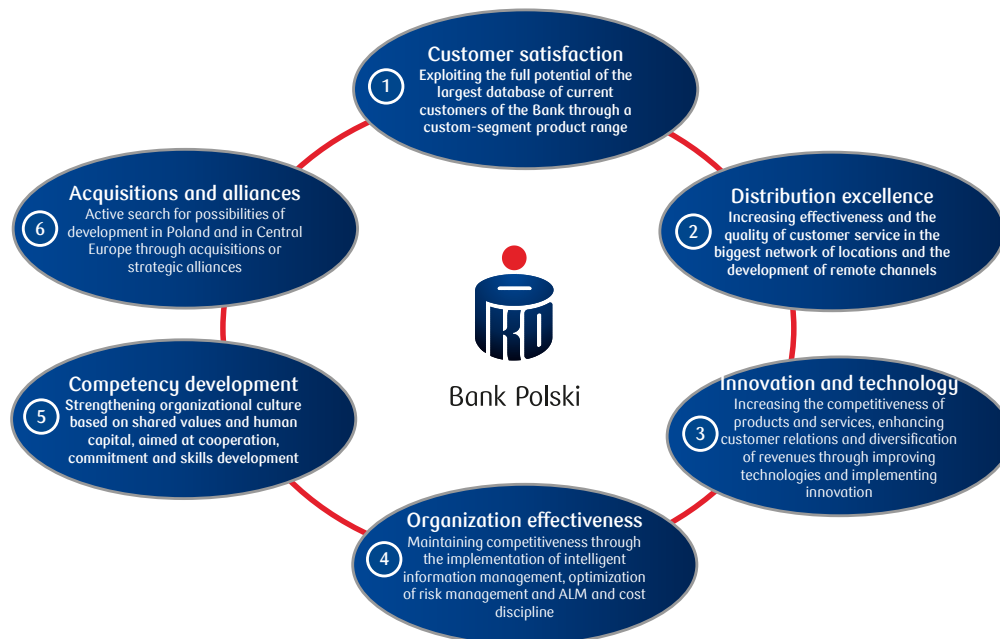 Customer satisfaction
1
Exploiting the full potential of the
largest database of current
customers of the Bank through a
custom-segment product range
Distribution excellence
2
Increasing effectiveness and the
quality of customer service in the
biggest network of locations and the
development of remote channels
Innovation and technology
3
Increasing the competitiveness of
products and services, enhancing
customer relations and diversification
of revenues through improving
technologies and implementing
innovation
Organization effectiveness
4
Maintaining competitiveness through
the implementation of intelligent
information management, optimization
of risk management and ALM and cost
discipline
Competency development
5
Strengthening organizational culture
based on shared values and human
capital, aimed at cooperation,
commitment and skills development
Acquisitions and alliances
6
Active search for possibilities of
development in Poland and in Central
Europe through acquisitions or
strategic alliances
PKO
Bank Polski